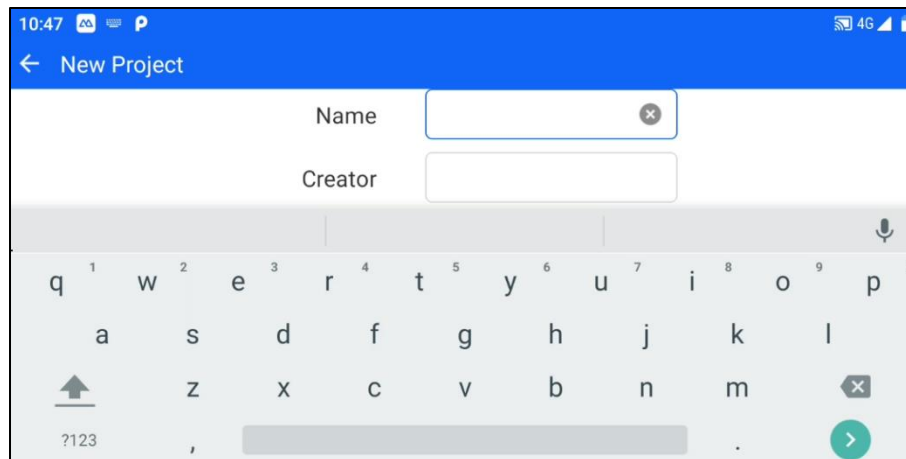 10:47 4G
New Project
Name
Creator
q 1 w 2 e 3 r 4 t 5 y 6 u 7 i 8 o 9 p
a s d f g h j k l
z x c v b n m
?123 , .